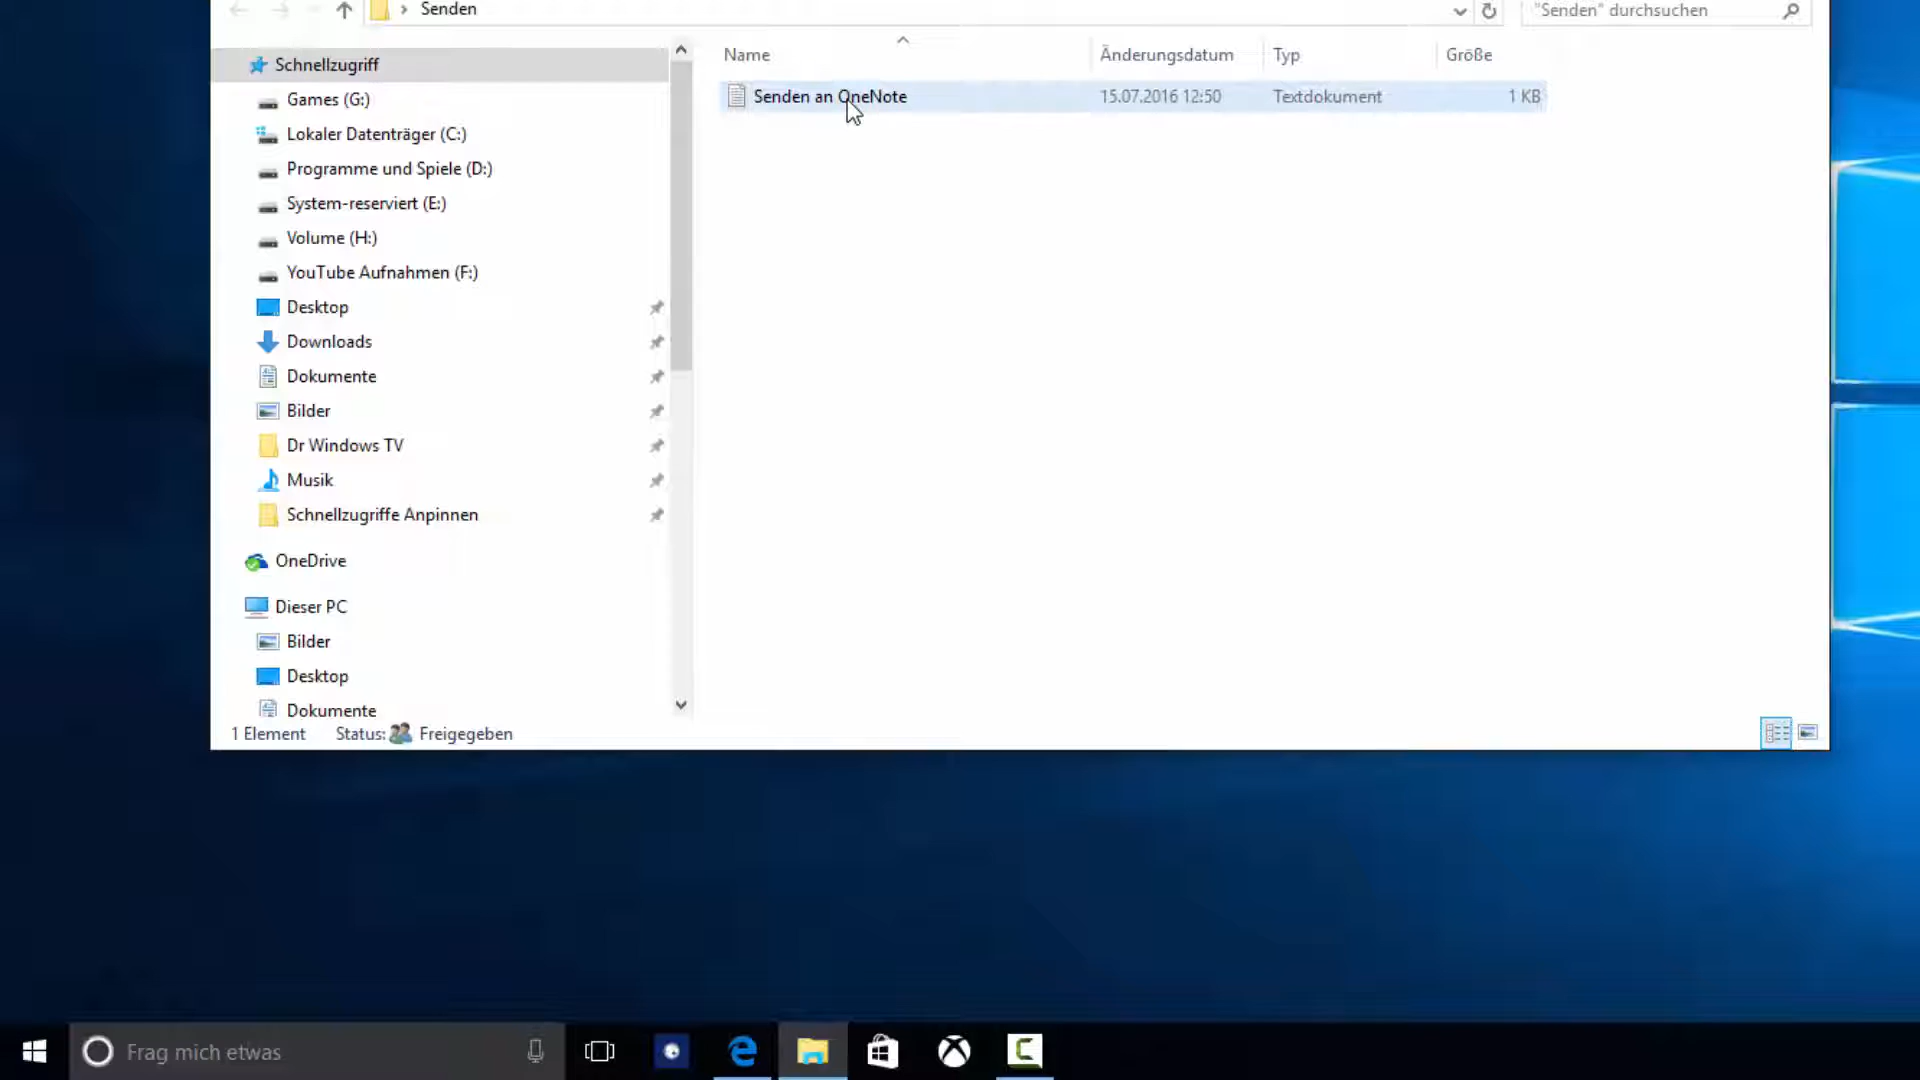 Senden
"Senden" durchsuchen
Name
Änderungsdatum
Typ
Größe
Schnellzugriff
Senden an OneNote
15.07.2016 12:50
Textdokument
1 KB
Games (G:)
Lokaler Datenträger (C:)
Programme und Spiele (D:)
System-reserviert (E:)
Volume (H:)
YouTube Aufnahmen (F:)
Desktop
Downloads
Dokumente
Bilder
Dr Windows TV
Musik
Schnellzugriffe Anpinnen
OneDrive
Dieser PC
Bilder
Desktop
Dokumente
1 Element
Status:
Freigegeben
Frag mich etwas